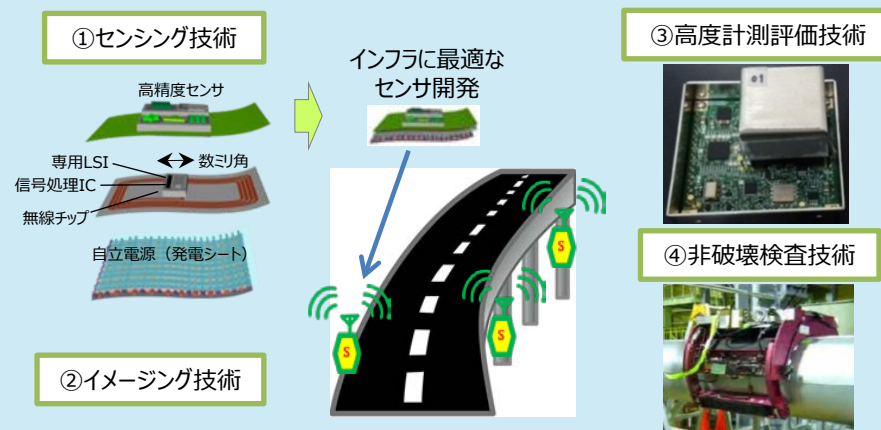 ①センシング技術
高精度センサ
専用LSI
数ミリ角
信号処理IC
無線チップ
自立電源（発電シート）
②イメージング技術
インフラに最適な
センサ開発
S
S
S
③高度計測評価技術
e1
④非破壊検査技術